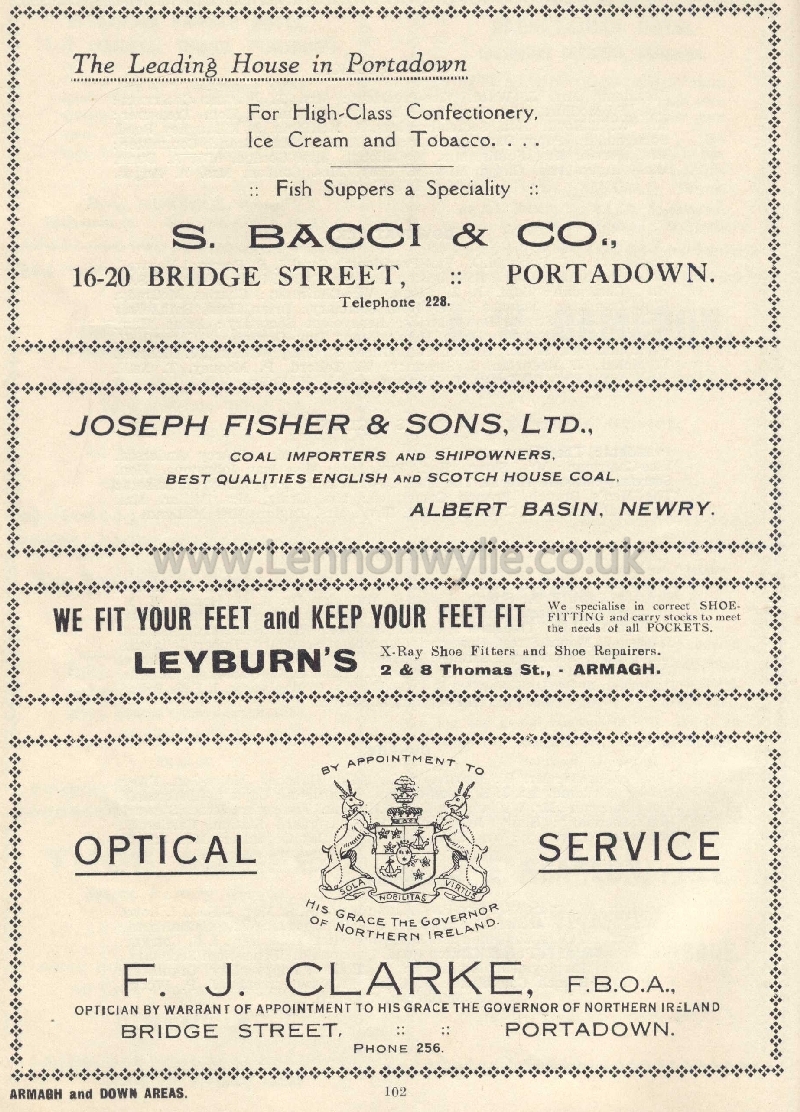 The Leading House in Portadown
For High-Class Confectionery,
Ice Cream and Tobacco. . . .
:: Fish Suppers a Speciality ::
S. BACCI & CO.,
16-20 BRIDGE STREET, :: PORTADOWN.
Telephone 228.
JOSEPH FISHER & SONS, LTD.,
COAL IMPORTERS AND SHIPOWNERS,
BEST QUALITIES ENGLISH AND SCOTCH HOUSE COAL,
ALBERT BASIN, NEWRY.
www.Lennonwylie.co.uk
WE FIT YOUR FEET and KEEP YOUR FEET FIT
We specialise in correct SHOE-
FITTING and carry stocks to meet
the needs of all POCKETS.
LEYBURN'S
X-Ray Shoe Fitters and Shoe Repairers.
2 & 8 Thomas St., - ARMAGH.
BY APPOINTMENT TO
OPTICAL SERVICE
SOLA NOBILITAS VIRTUS
HIS GRACE THE GOVERNOR
OF NORTHERN IRELAND.
F. J. CLARKE, F.B.O.A.,
OPTICIAN BY WARRANT OF APPOINTMENT TO HIS GRACE THE GOVERNOR OF NORTHERN IRELAND
BRIDGE STREET, :: :: PORTADOWN.
PHONE 256.
ARMAGH and DOWN AREAS.
102